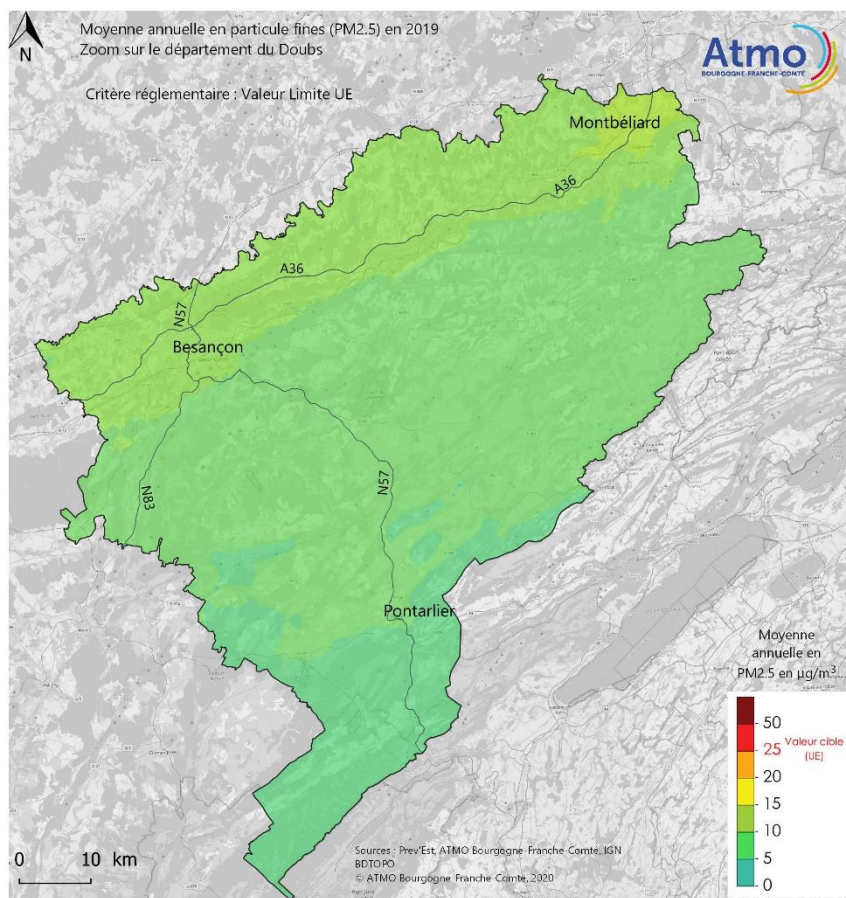 Moyenne annuelle en particule fines (PM2.5) en 2019
Zoom sur le département du Doubs
Critère réglementaire : Valeur Limite UE
N
Atmo
BOURGOGNE-FRANCHE-COMTÉ
Montbéliard
A36
A36
N57
Besançon
N57
N83
Pontarlier
Moyenne
annuelle en
PM2.5 en µg/m³
50
25 Valeur cible
(UE)
20
15
10
5
0
0 10 km
Sources : Prev'Est, ATMO Bourgogne-Franche-Comté, IGN
BDTOPO
© ATMO Bourgogne Franche Comté, 2020